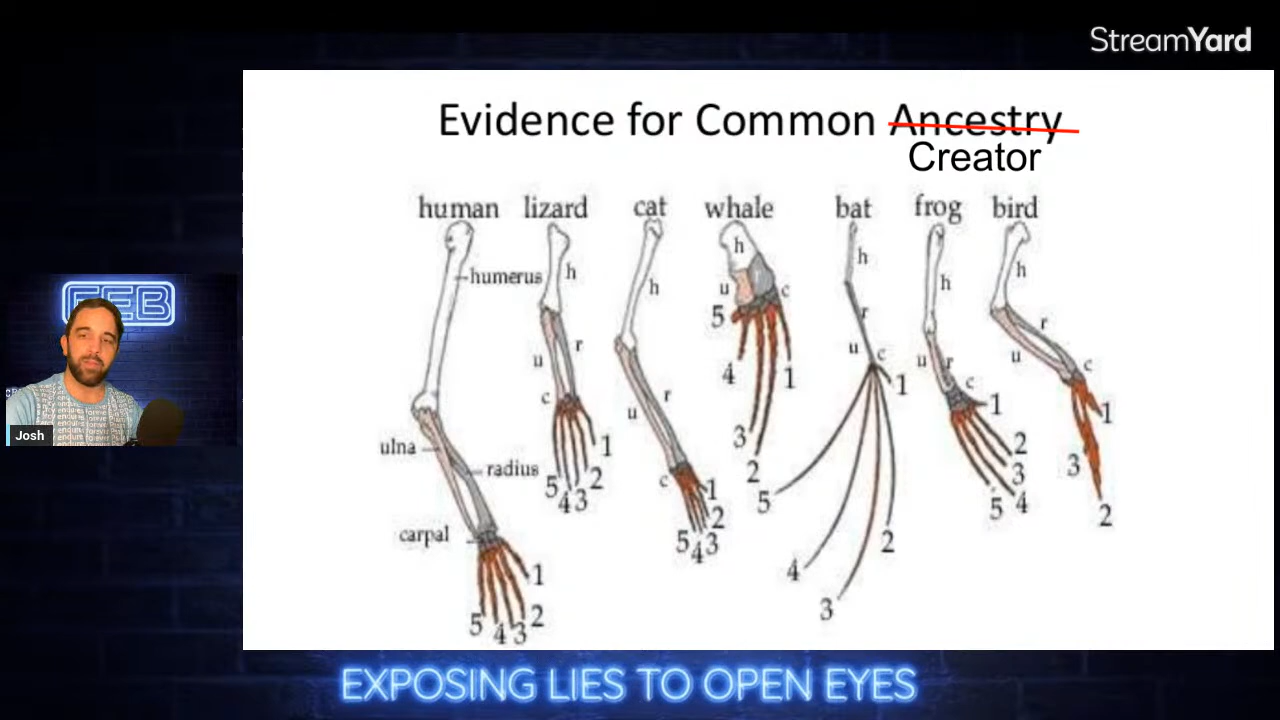 StreamYard
Evidence for Common Ancestry
Creator
human lizard cat whale bat frog bird
humerus
h
h
h
h
h
h
u
c
r
r
u
r
u
c
u
r
c
u
c
r
u
c
r
u
c
c
ulna
radius
carpal
1
2
3
4
5
1
2
3
4
5
1
2
3
4
5
1
2
3
4
5
1
2
3
4
5
1
2
3
4
5
1
2
3
FEB
Josh
EXPOSING LIES TO OPEN EYES